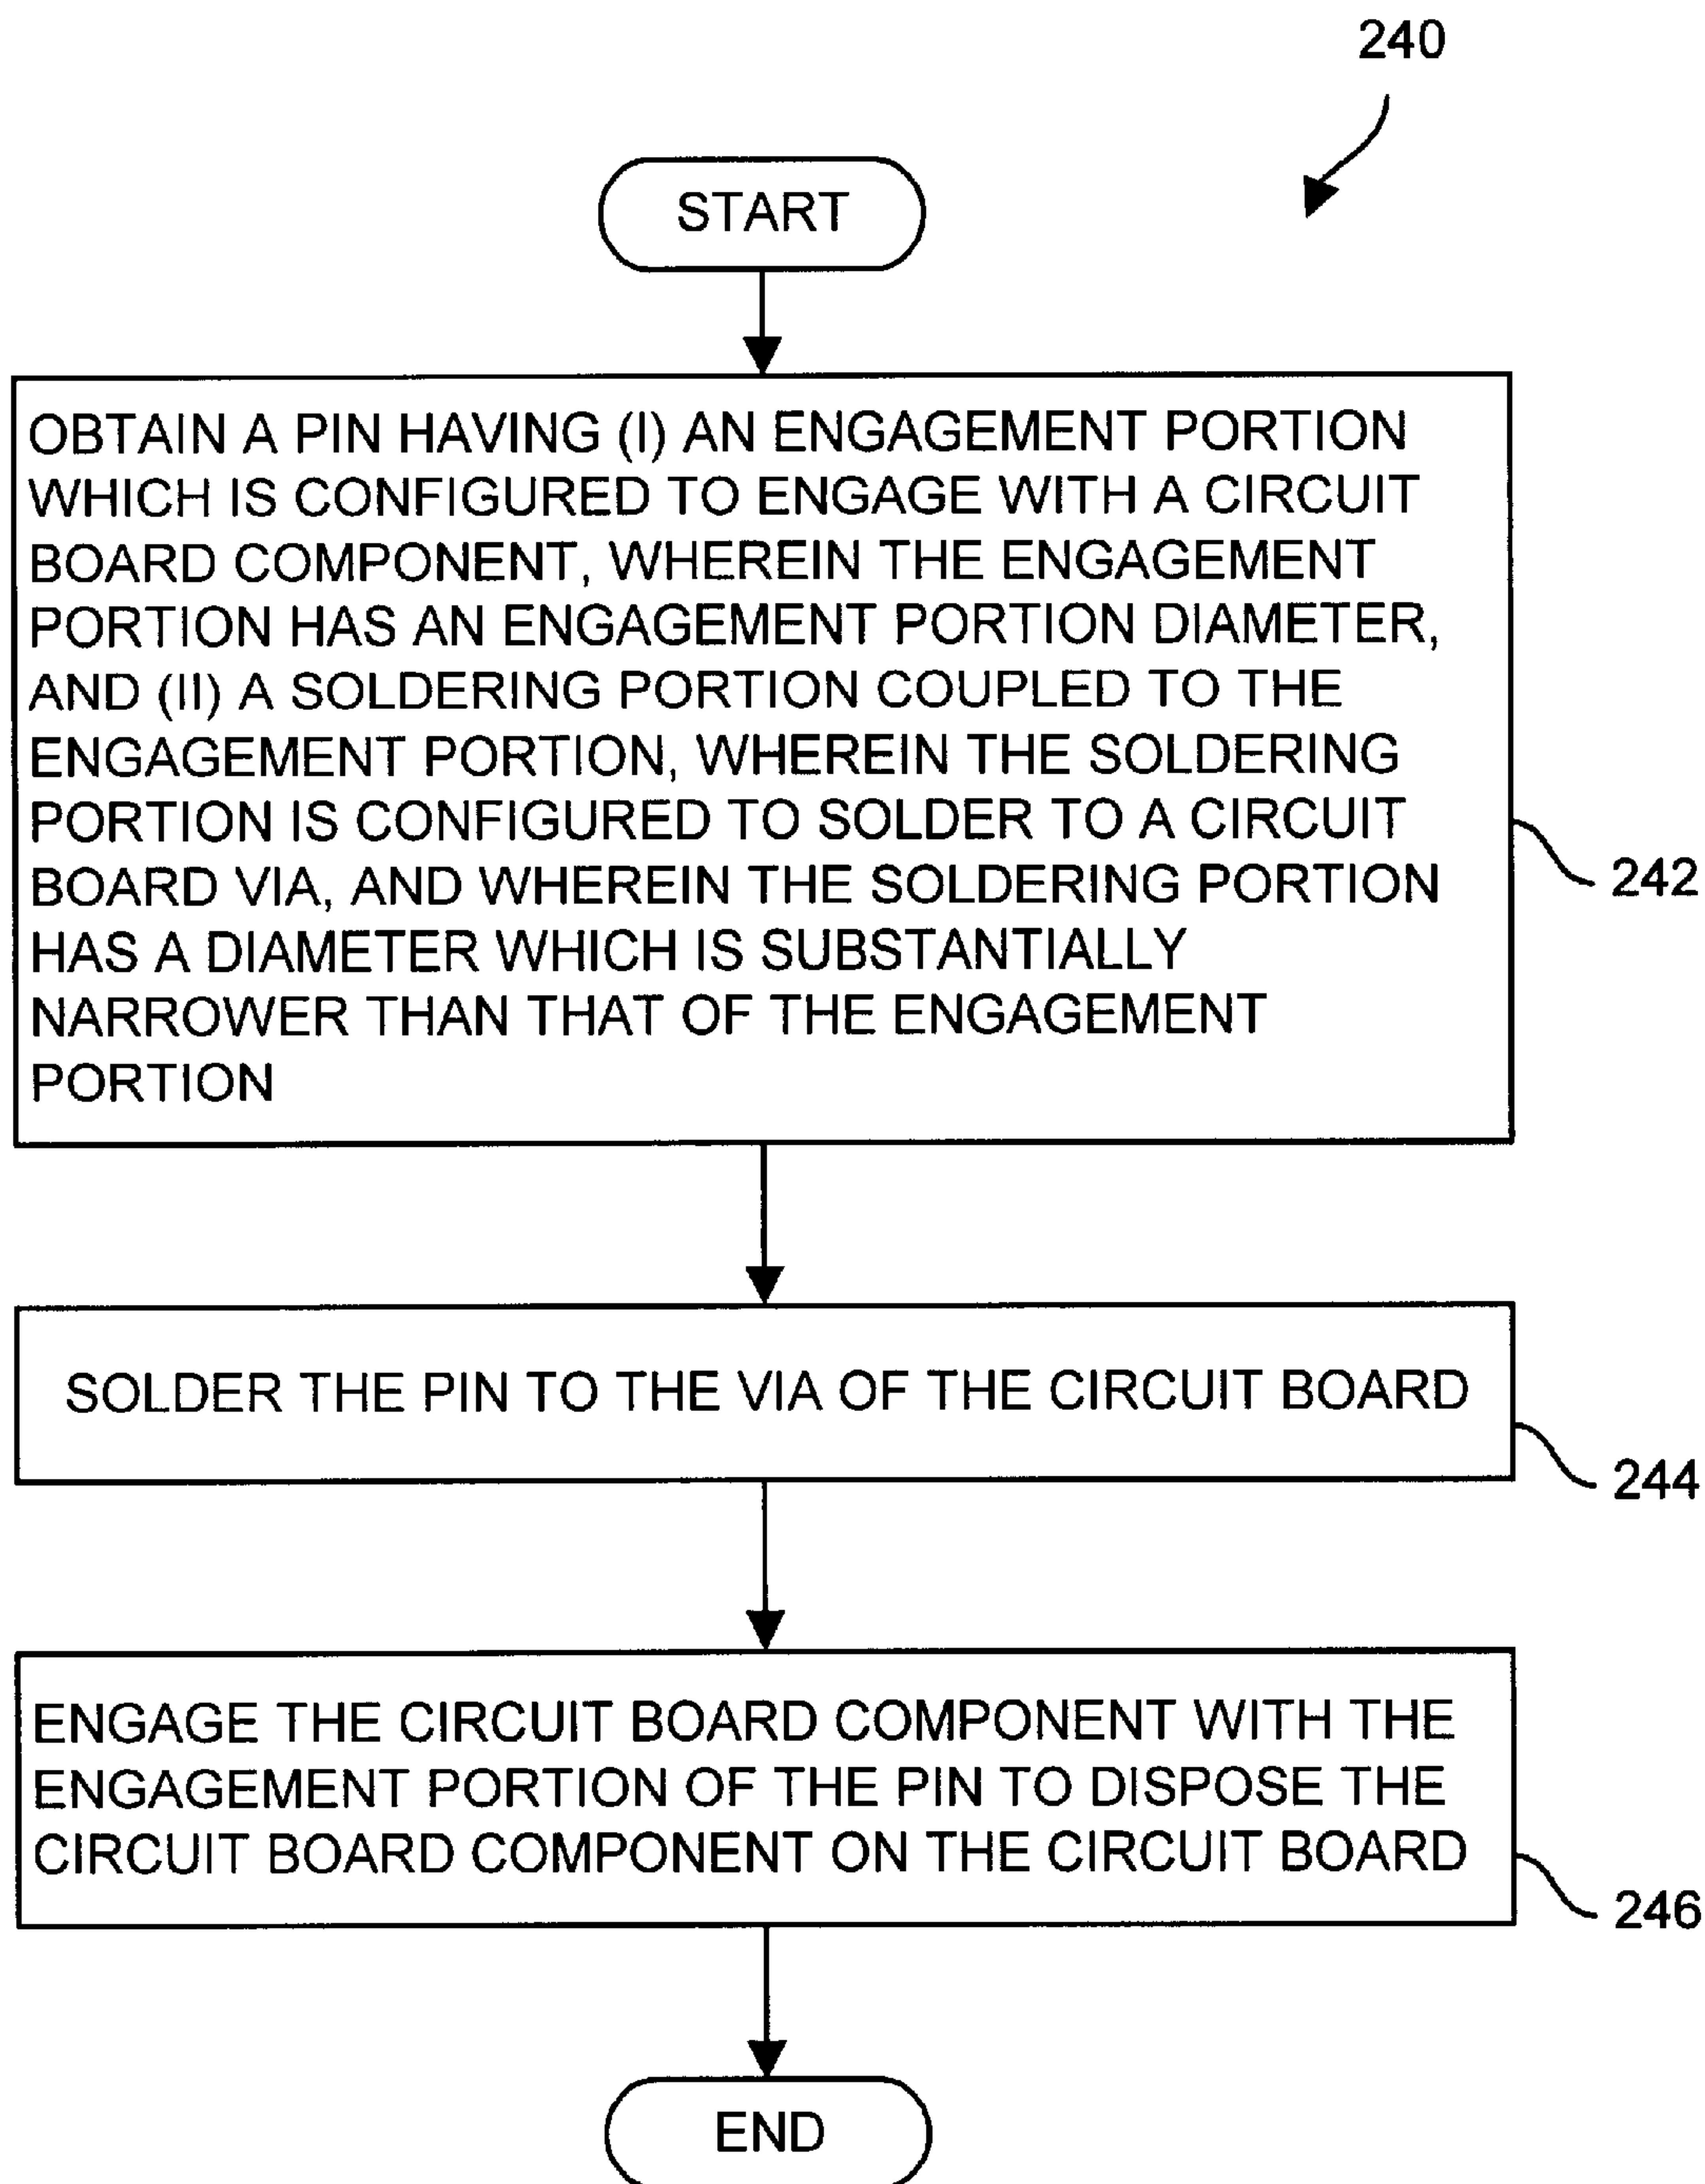 240
START
OBTAIN A PIN HAVING (I) AN ENGAGEMENT PORTION
WHICH IS CONFIGURED TO ENGAGE WITH A CIRCUIT
BOARD COMPONENT, WHEREIN THE ENGAGEMENT
PORTION HAS AN ENGAGEMENT PORTION DIAMETER,
AND (II) A SOLDERING PORTION COUPLED TO THE
ENGAGEMENT PORTION, WHEREIN THE SOLDERING
PORTION IS CONFIGURED TO SOLDER TO A CIRCUIT
BOARD VIA, AND WHEREIN THE SOLDERING PORTION
HAS A DIAMETER WHICH IS SUBSTANTIALLY
NARROWER THAN THAT OF THE ENGAGEMENT
PORTION
242
SOLDER THE PIN TO THE VIA OF THE CIRCUIT BOARD
244
ENGAGE THE CIRCUIT BOARD COMPONENT WITH THE
ENGAGEMENT PORTION OF THE PIN TO DISPOSE THE
CIRCUIT BOARD COMPONENT ON THE CIRCUIT BOARD
246
END